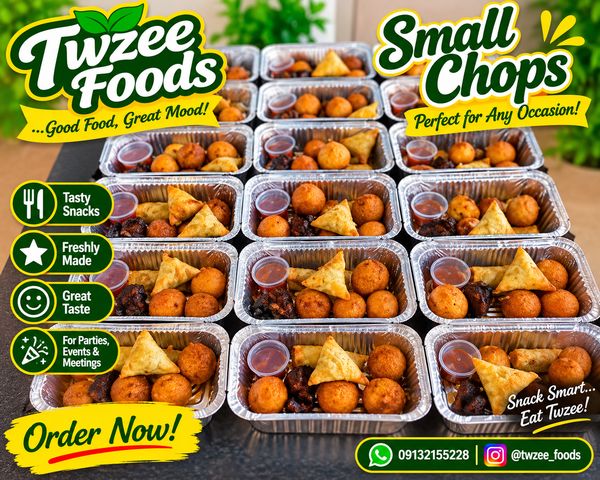 Twzee
Foods
...Good Food, Great Mood!
Small
Chops
Perfect for Any Occasion!
Tasty
Snacks
Freshly
Made
Great
Taste
For Parties,
Events &
Meetings
Order Now!
Snack Smart...
Eat Twzee!
09132155228 | @twzee_foods